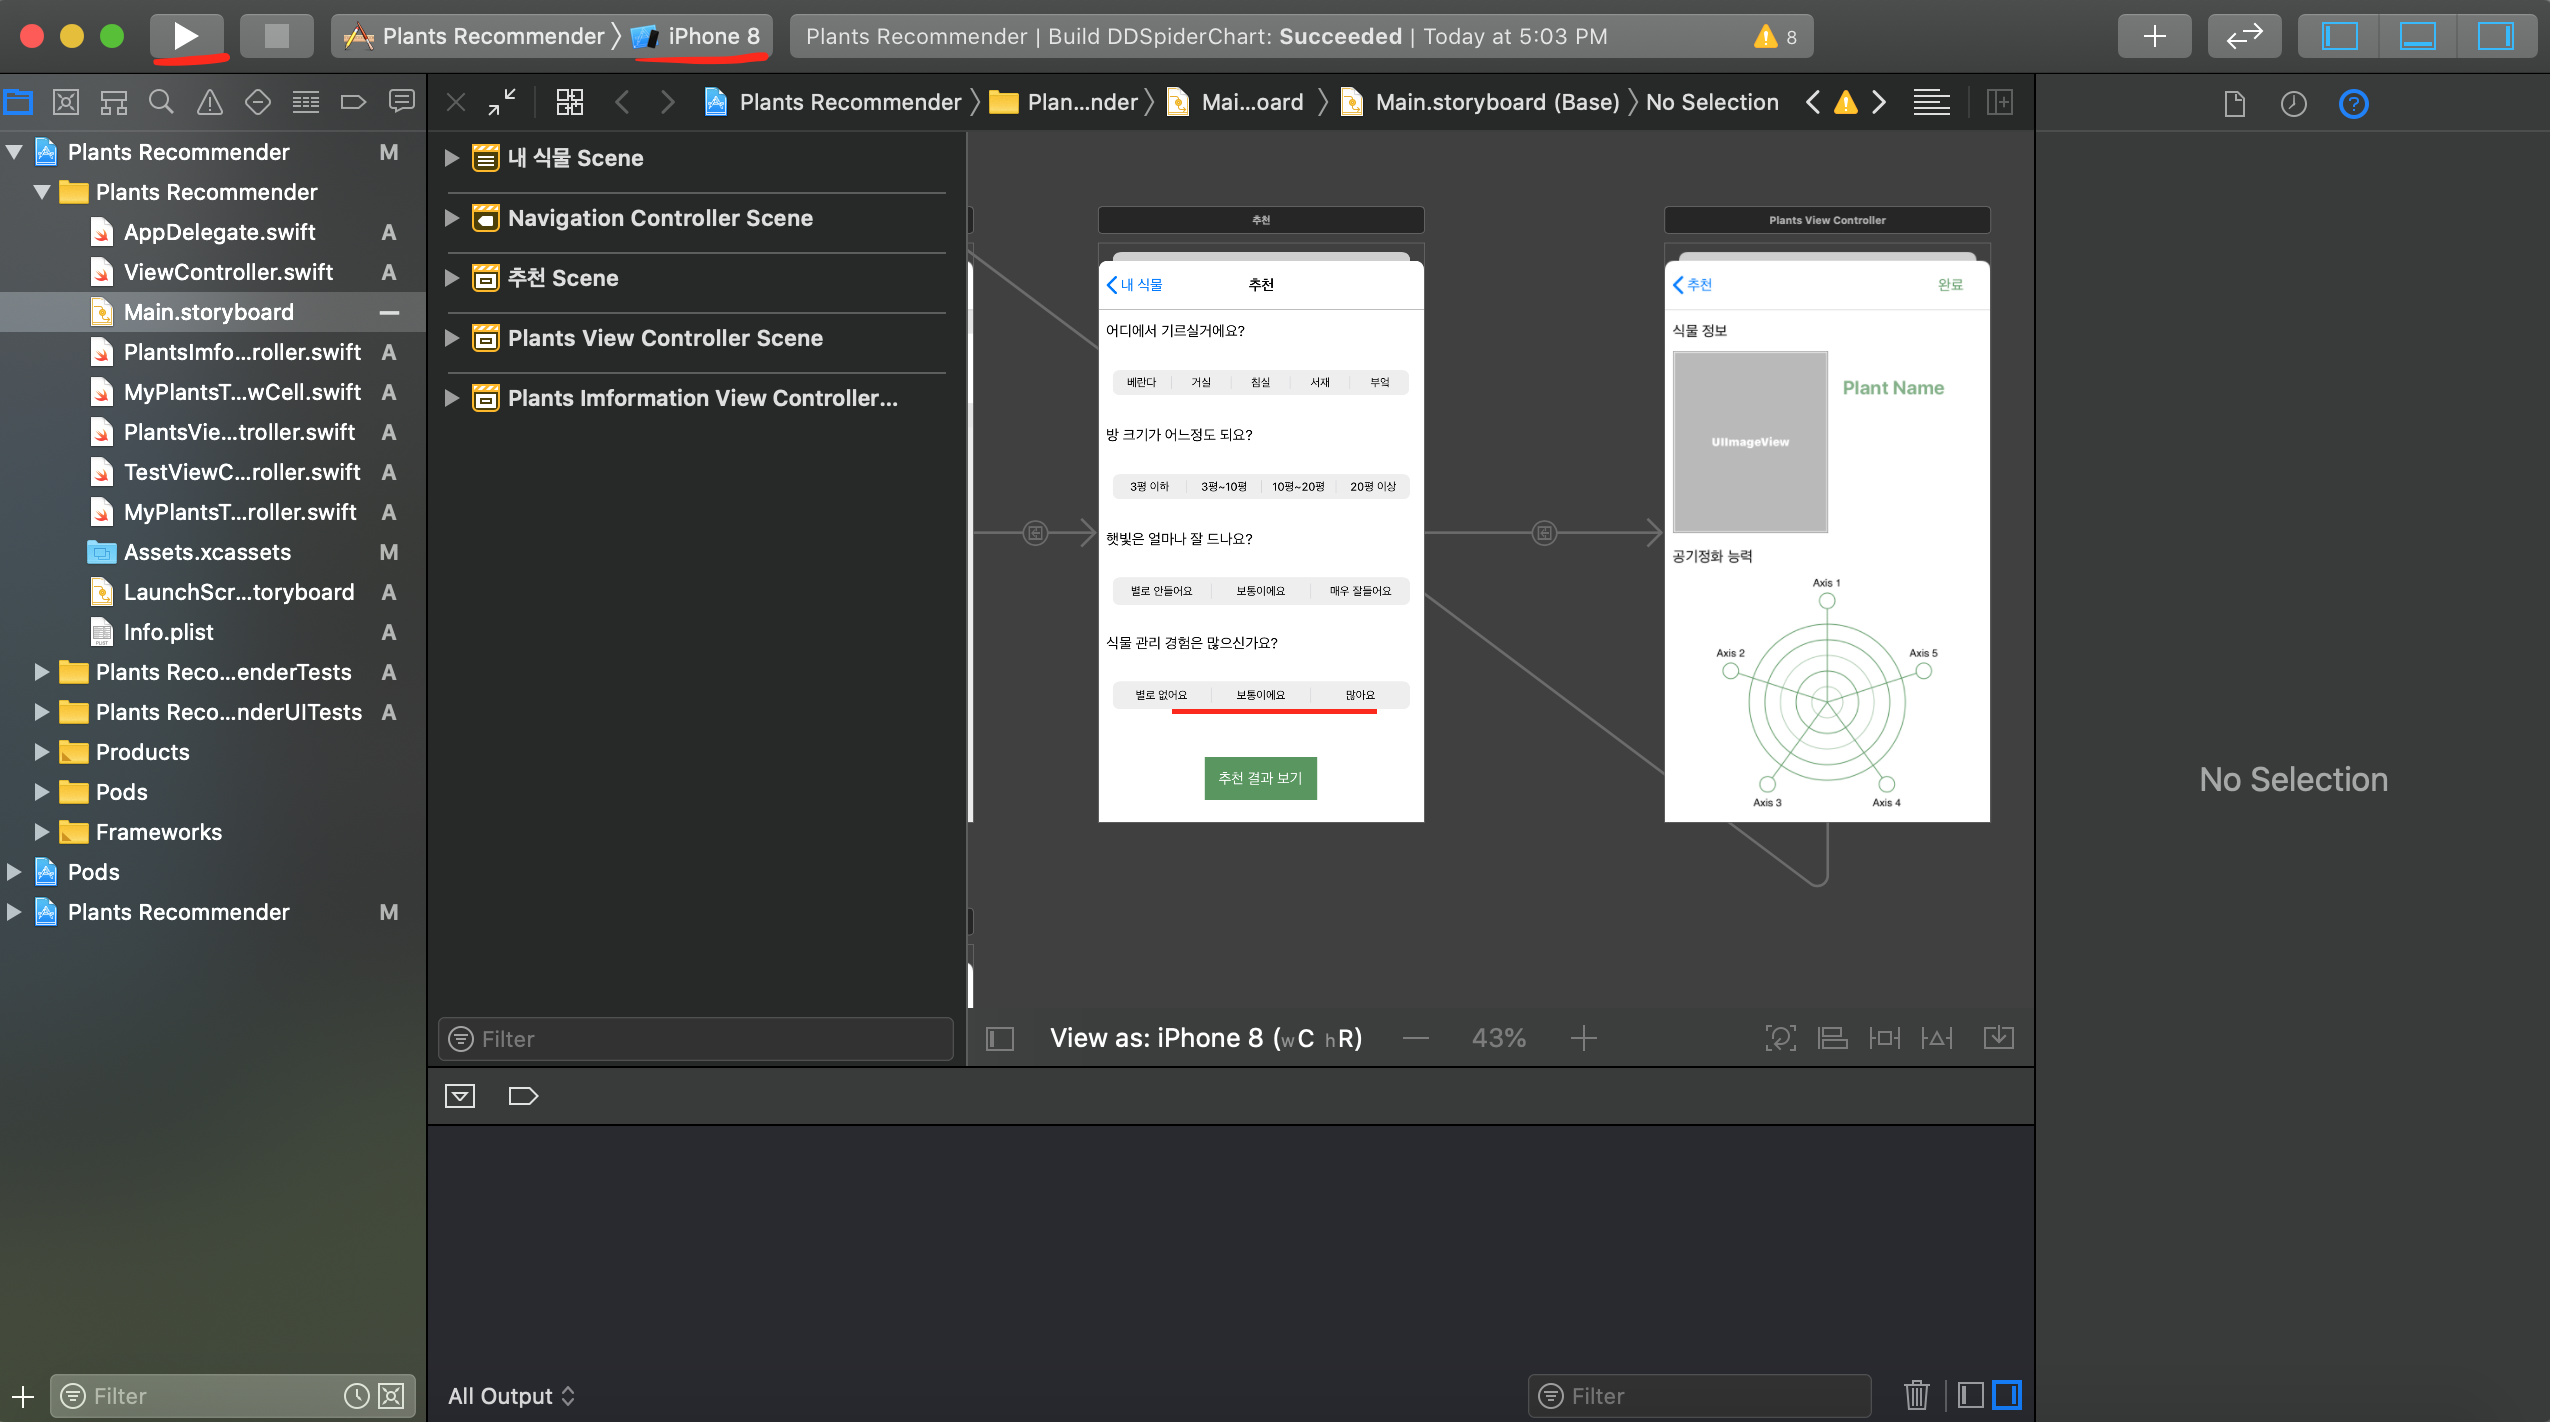 Plants Recommender
iPhone 8
Plants Recommender | Build DDSpiderChart: Succeeded | Today at 5:03 PM
8
Plants Recommender
Plan...nder
Mai...oard
Main.storyboard (Base)
No Selection
Plants Recommender M
Plants Recommender
AppDelegate.swift A
ViewController.swift A
Main.storyboard
PlantsImfo...roller.swift A
MyPlantsT...wCell.swift A
PlantsVie...troller.swift A
TestViewC...roller.swift A
MyPlantsT...roller.swift A
Assets.xcassets M
LaunchScr...toryboard A
Info.plist A
Plants Reco...enderTests A
Plants Reco...nderUITests A
Products
Pods
Frameworks
Pods
Plants Recommender M
Filter
내 식물 Scene
Navigation Controller Scene
추천 Scene
Plants View Controller Scene
Plants Imformation View Controller...
Filter
추천
내 식물
추천
어디에서 기르실거에요?
베란다 거실 침실 서재 부엌
방 크기가 어느정도 되요?
3평 이하 3평~10평 10평~20평 20평 이상
햇빛은 얼마나 잘 드나요?
별로 안들어요 보통이에요 매우 잘들어요
식물 관리 경험은 많으신가요?
별로 없어요 보통이에요 많아요
추천 결과 보기
Plants View Controller
추천
완료
식물 정보
UIImageView
Plant Name
공기정화 능력
Axis 1
Axis 2
Axis 5
Axis 3
Axis 4
View as: iPhone 8 (wC hR)
43%
All Output
Filter
No Selection